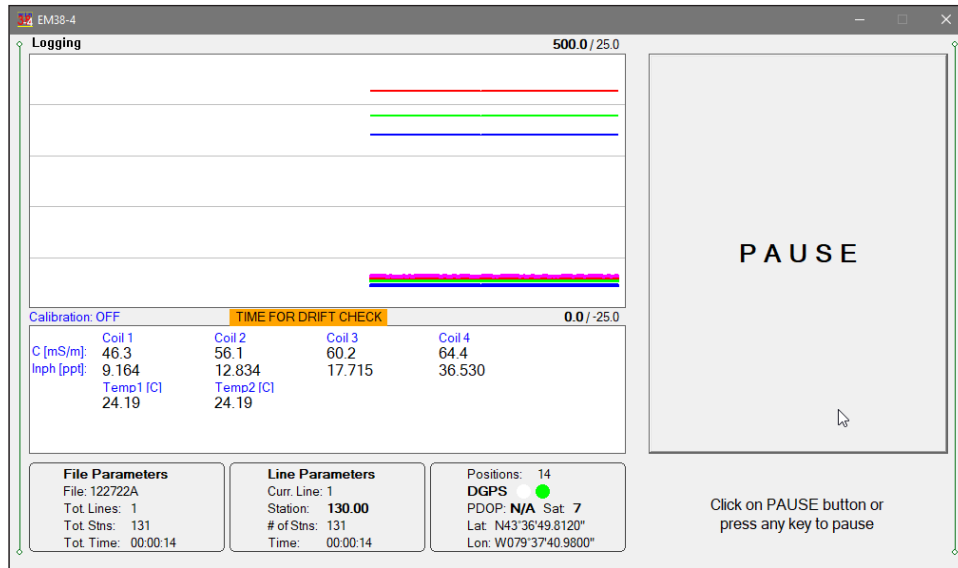 EM38-4
Logging 500.0 / 25.0
PAUSE
Calibration: OFF TIME FOR DRIFT CHECK 0.0 / -25.0
Coil 1 Coil 2 Coil 3 Coil 4
C [mS/m]: 46.3 56.1 60.2 64.4
Inph [ppt]: 9.164 12.834 17.715 36.530
Temp1 [C] Temp2 [C]
24.19 24.19
File Parameters
File: 122722A
Tot. Lines: 1
Tot. Stns: 131
Tot. Time: 00:00:14
Line Parameters
Curr. Line: 1
Station: 130.00
# of Stns: 131
Time: 00:00:14
Positions: 14
DGPS
PDOP: N/A Sat: 7
Lat: N43°36'49.8120"
Lon: W079°37'40.9800"
Click on PAUSE button or
press any key to pause